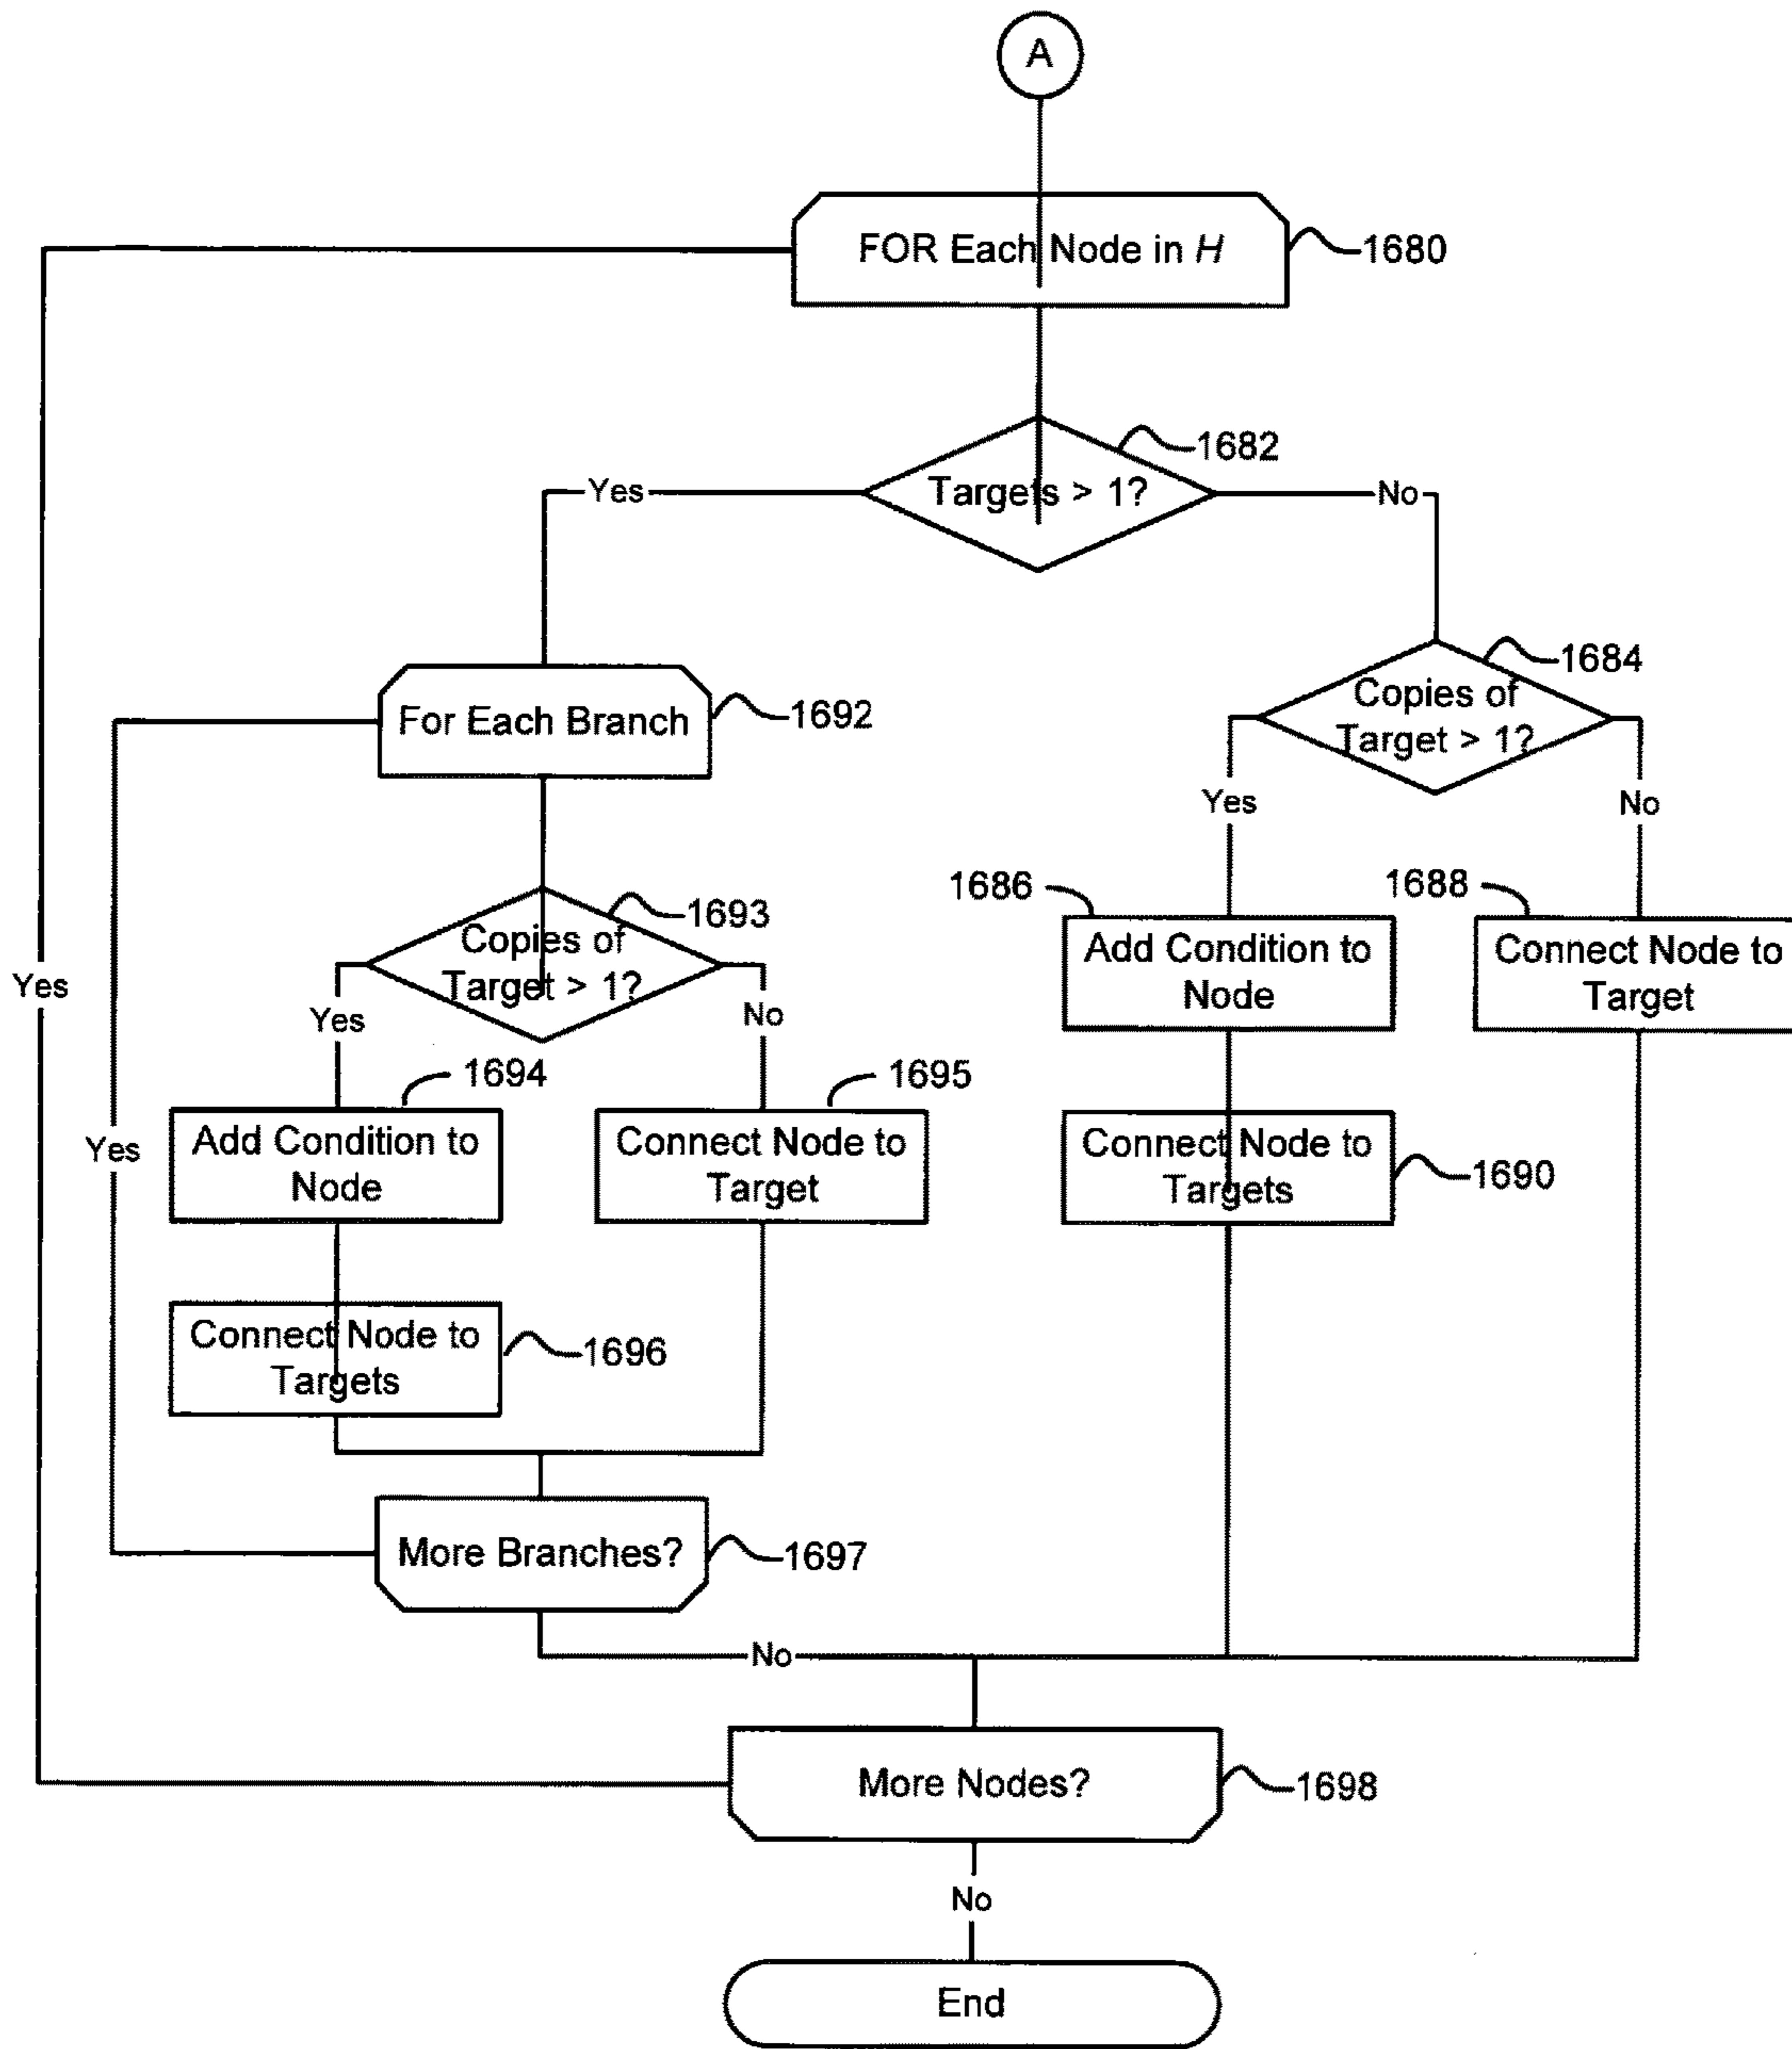 A
FOR Each Node in H
1680
Targets > 1?
1682
Yes
No
For Each Branch
1692
Copies of
Target > 1?
1684
Yes
No
Copies of
Target > 1?
1693
Yes
No
1686
Add Condition to
Node
1688
Connect Node to
Target
Yes
Yes
1694
Add Condition to
Node
1695
Connect Node to
Target
Connect Node to
Targets
1690
Connect Node to
Targets
1696
More Branches?
1697
No
More Nodes?
1698
No
End